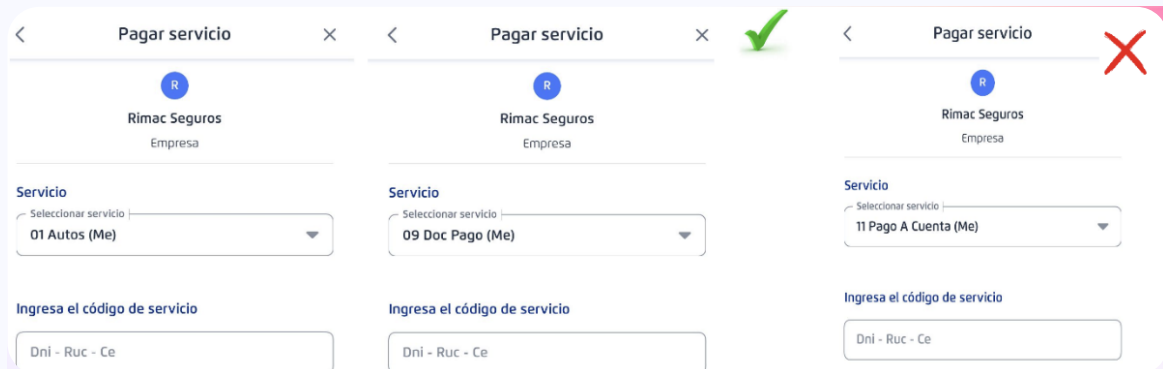 Pagar servicio
R
Rimac Seguros
Empresa
Servicio
Seleccionar servicio
01 Autos (Me)
Ingresa el código de servicio
Dni - Ruc - Ce
Pagar servicio
R
Rimac Seguros
Empresa
Servicio
Seleccionar servicio
09 Doc Pago (Me)
Ingresa el código de servicio
Dni - Ruc - Ce
Pagar servicio
R
Rimac Seguros
Empresa
Servicio
Seleccionar servicio
11 Pago A Cuenta (Me)
Ingresa el código de servicio
Dni - Ruc - Ce